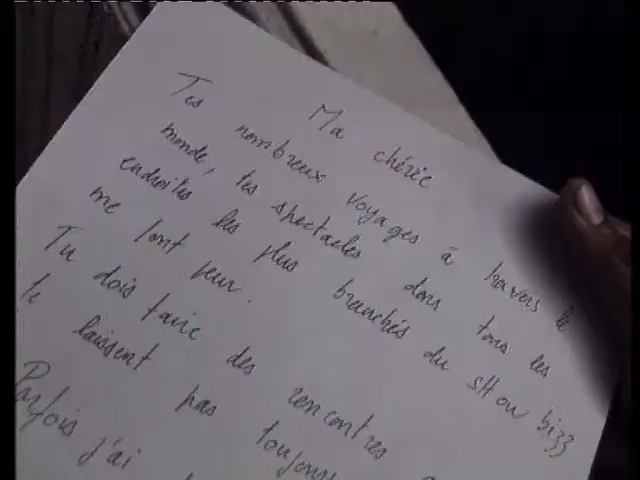 Ma chérie
Tes nombreux voyages à travers le
monde, tes spectacles dans tous les
endroits les plus branchés du sHow bizz
me font peur.
Tu dois faire des rencontres
te laissent pas toujours
Parfois j'ai